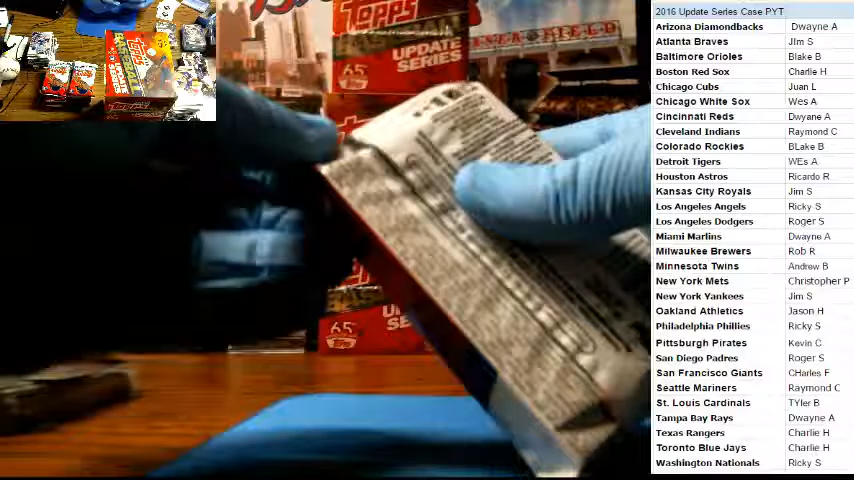 Topps
UPDATE
SERIES
65
65
BASEBALL
2016 Update Series Case PYT
Arizona Diamondbacks Dwayne A
Atlanta Braves JIm S
Baltimore Orioles Blake B
Boston Red Sox Charlie H
Chicago Cubs Juan L
Chicago White Sox Wes A
Cincinnati Reds Dwyane A
Cleveland Indians Raymond C
Colorado Rockies BLake B
Detroit Tigers WEs A
Houston Astros Ricardo R
Kansas City Royals Jim S
Los Angeles Angels Ricky S
Los Angeles Dodgers Roger S
Miami Marlins Dwayne A
Milwaukee Brewers Rob R
Minnesota Twins Andrew B
New York Mets Christopher P
New York Yankees Jim S
Oakland Athletics Jason H
Philadelphia Phillies Ricky S
Pittsburgh Pirates Kevin C
San Diego Padres Roger S
San Francisco Giants CHarles F
Seattle Mariners Raymond C
St. Louis Cardinals TYler B
Tampa Bay Rays Dwayne A
Texas Rangers Charlie H
Toronto Blue Jays Charlie H
Washington Nationals Ricky S